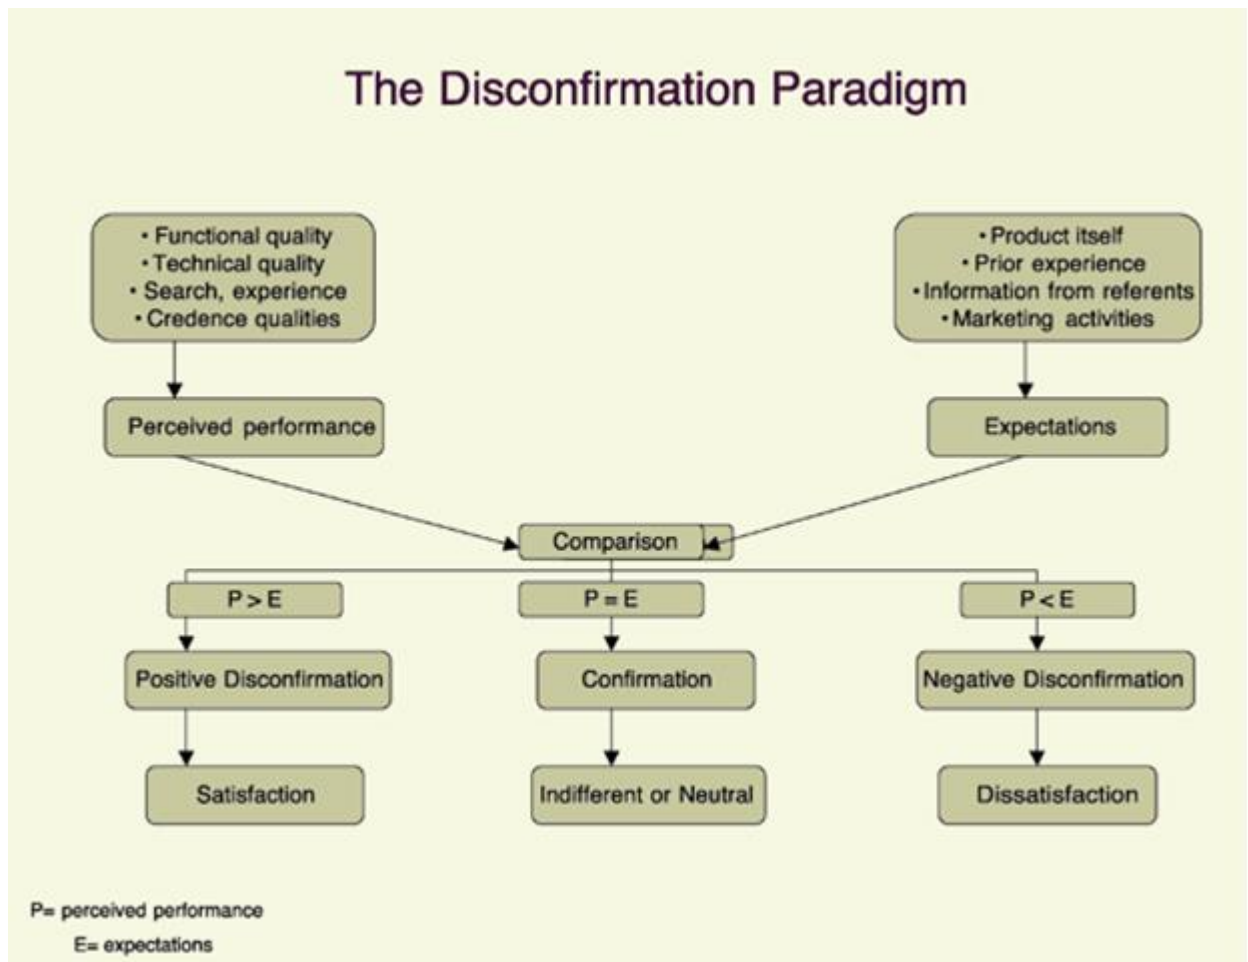 The Disconfirmation Paradigm
• Functional quality
• Technical quality
• Search, experience
• Credence qualities
• Product itself
• Prior experience
• Information from referents
• Marketing activities
Perceived performance
Expectations
Comparison
P > E
P = E
P < E
Positive Disconfirmation
Confirmation
Negative Disconfirmation
Satisfaction
Indifferent or Neutral
Dissatisfaction
P= perceived performance
E= expectations